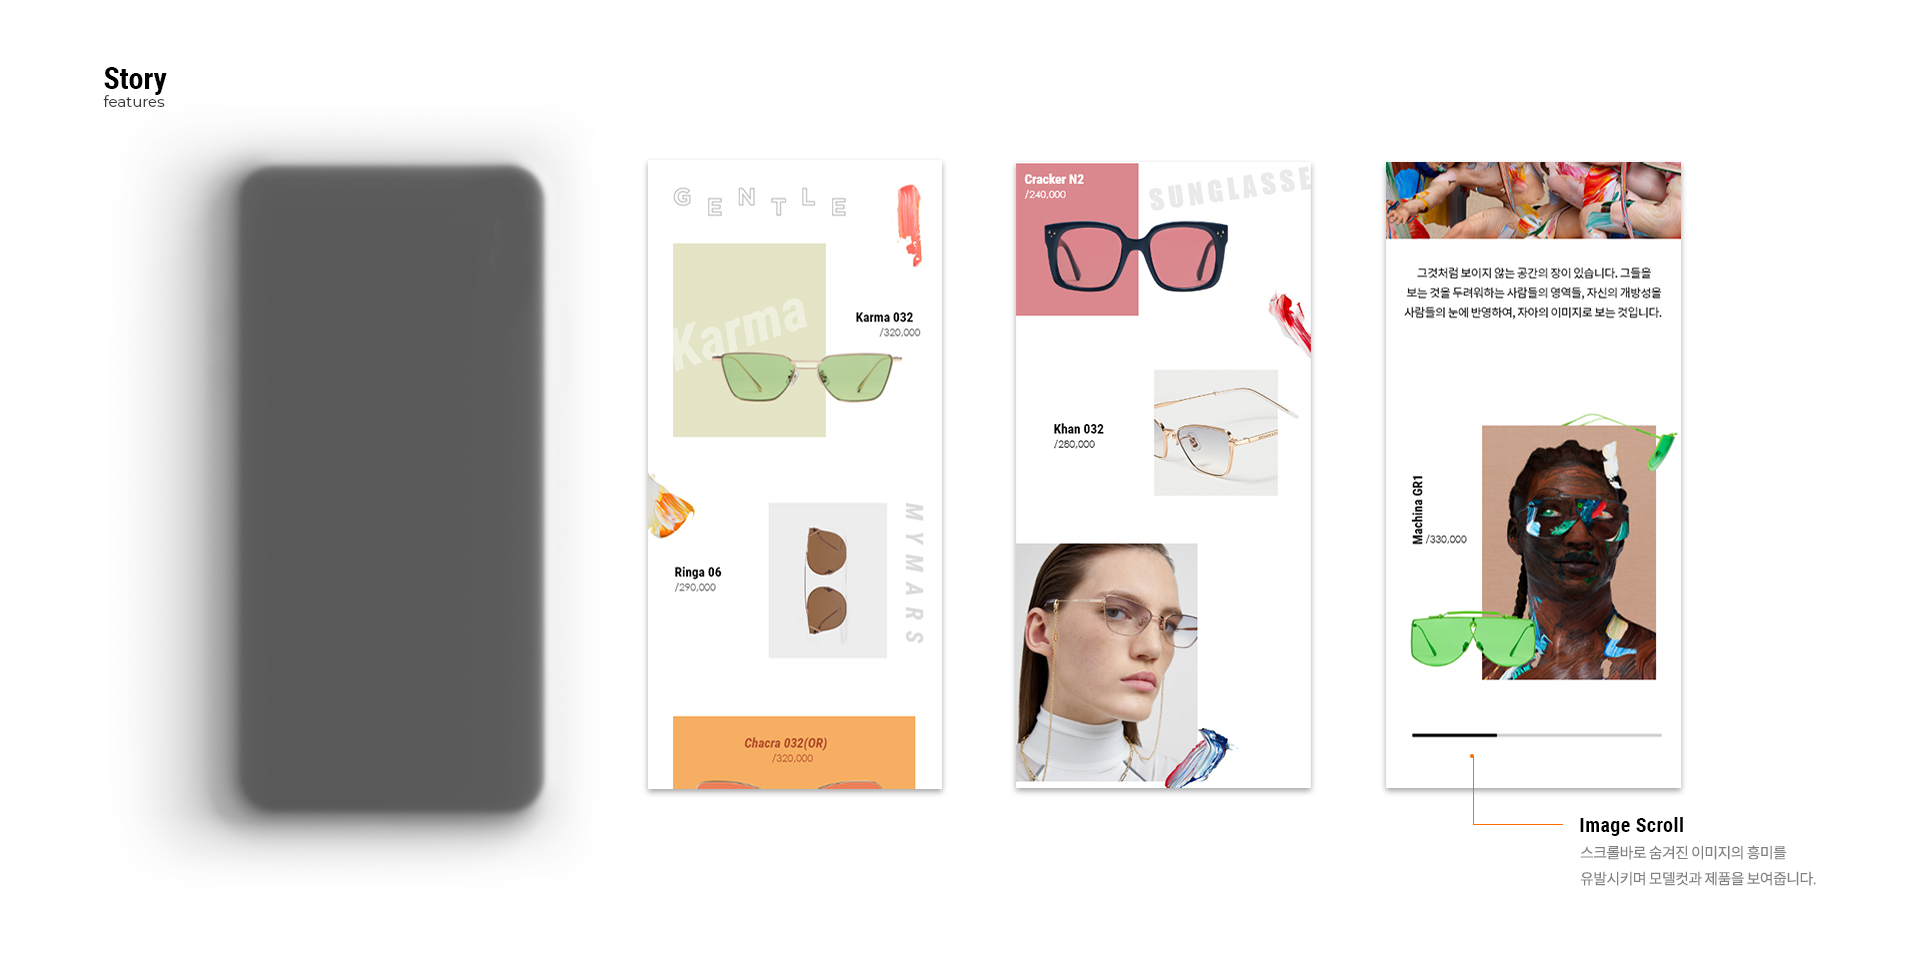 Story
features
GENTLE
Karma
Karma 032
/320,000
Ringa 06
/290,000
MYMARS
Chacra 032(OR)
/320,000
Cracker N2
/240,000
SUNGLASSE
Khan 032
/280,000
그것처럼 보이지 않는 공간의 장이 있습니다. 그들을
보는 것을 두려워하는 사람들의 영역들, 자신의 개방성을
사람들의 눈에 반영하여, 자아의 이미지로 보는 것입니다.
Machina GR1
/330,000
Image Scroll
스크롤바로 숨겨진 이미지의 흥미를
유발시키며 모델컷과 제품을 보여줍니다.